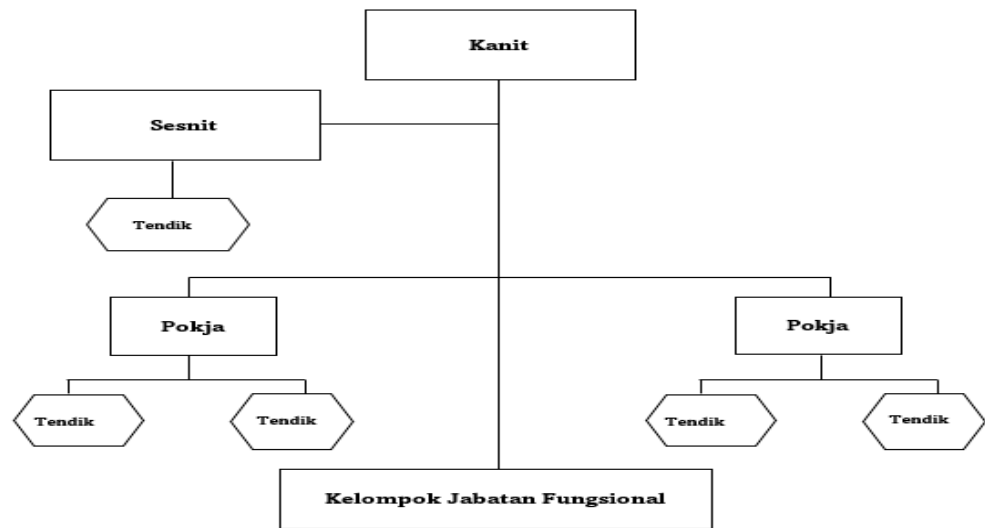 Kanit
Sesnit
Tendik
Pokja
Pokja
Tendik
Tendik
Tendik
Tendik
Kelompok Jabatan Fungsional